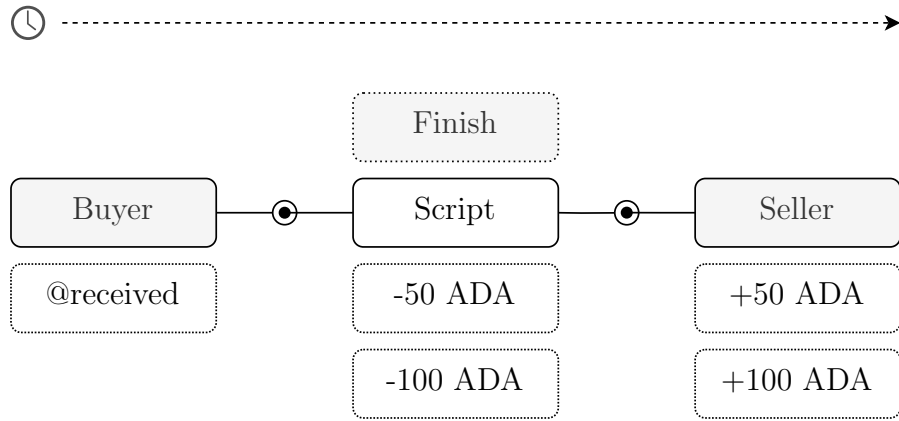 Finish
Buyer
Script
Seller
@received
-50 ADA
+50 ADA
-100 ADA
+100 ADA